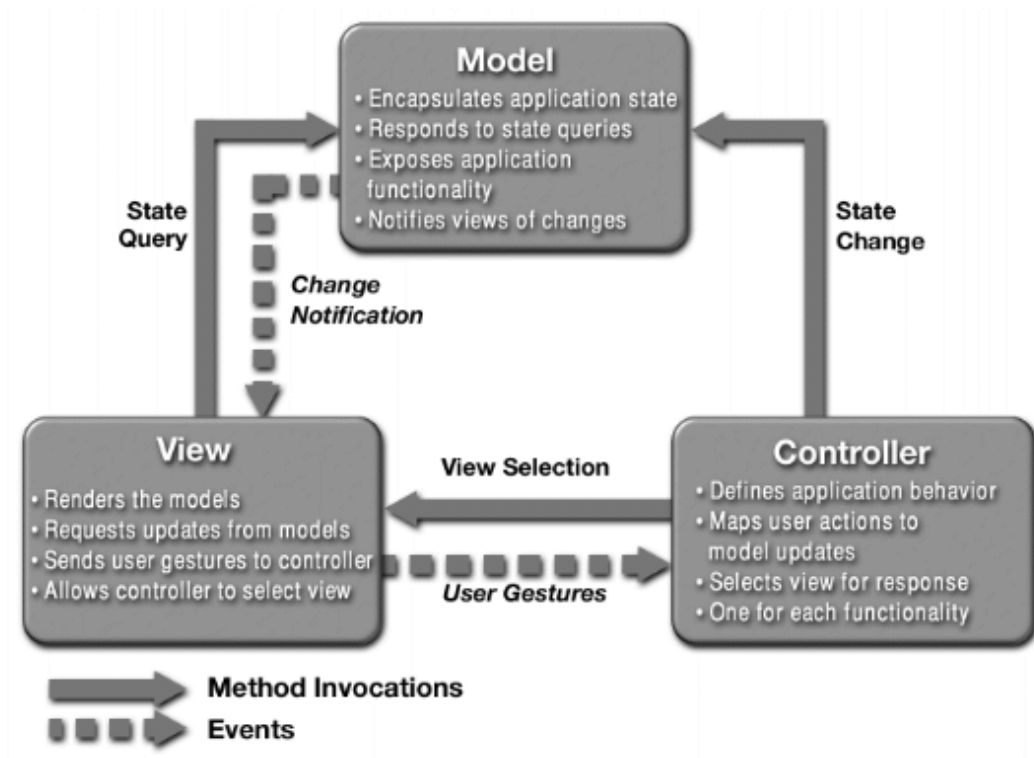 Model
• Encapsulates application state
• Responds to state queries
• Exposes application
functionality
• Notifies views of changes
State
Query
State
Change
Change
Notification
View
• Renders the models
• Requests updates from models
• Sends user gestures to controller
• Allows controller to select view
View Selection
User Gestures
Controller
• Defines application behavior
• Maps user actions to
model updates
• Selects view for response
• One for each functionality
Method Invocations
Events